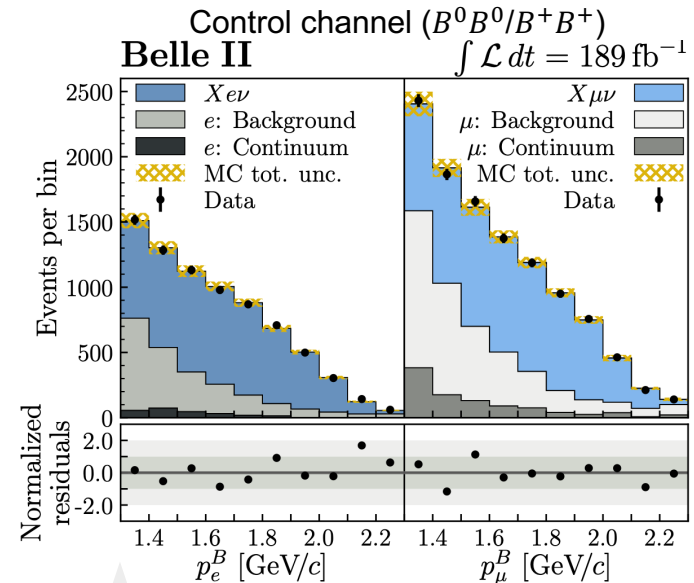 Control channel (B⁰B⁰/B⁺B⁺)
Belle II ∫ ℒ dt = 189 fb⁻¹
Events per bin
2500
2000
1500
1000
500
0
Xeν
e: Background
e: Continuum
MC tot. unc.
Data
Xμν
μ: Background
μ: Continuum
MC tot. unc.
Data
Normalized
residuals
2.0
0.0
-2.0
1.4 1.6 1.8 2.0 2.2 1.4 1.6 1.8 2.0 2.2
p_e^B [GeV/c] p_μ^B [GeV/c]